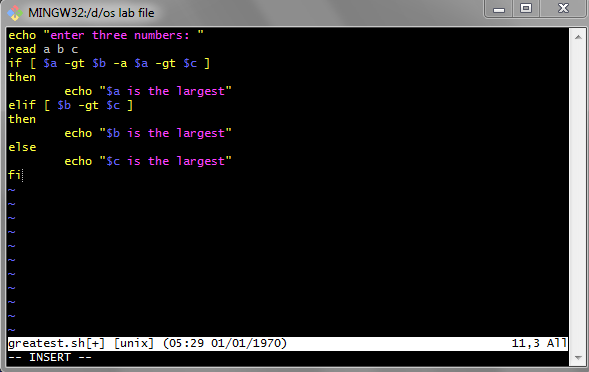 MINGW32:/d/os lab file
echo "enter three numbers: "
read a b c
if [ $a -gt $b -a $a -gt $c ]
then
        echo "$a is the largest"
elif [ $b -gt $c ]
then
        echo "$b is the largest"
else
        echo "$c is the largest"
fi
~
~
~
~
~
~
~
~
~
~
~
greatest.sh[+] [unix] (05:29 01/01/1970) 11,3 All
-- INSERT --